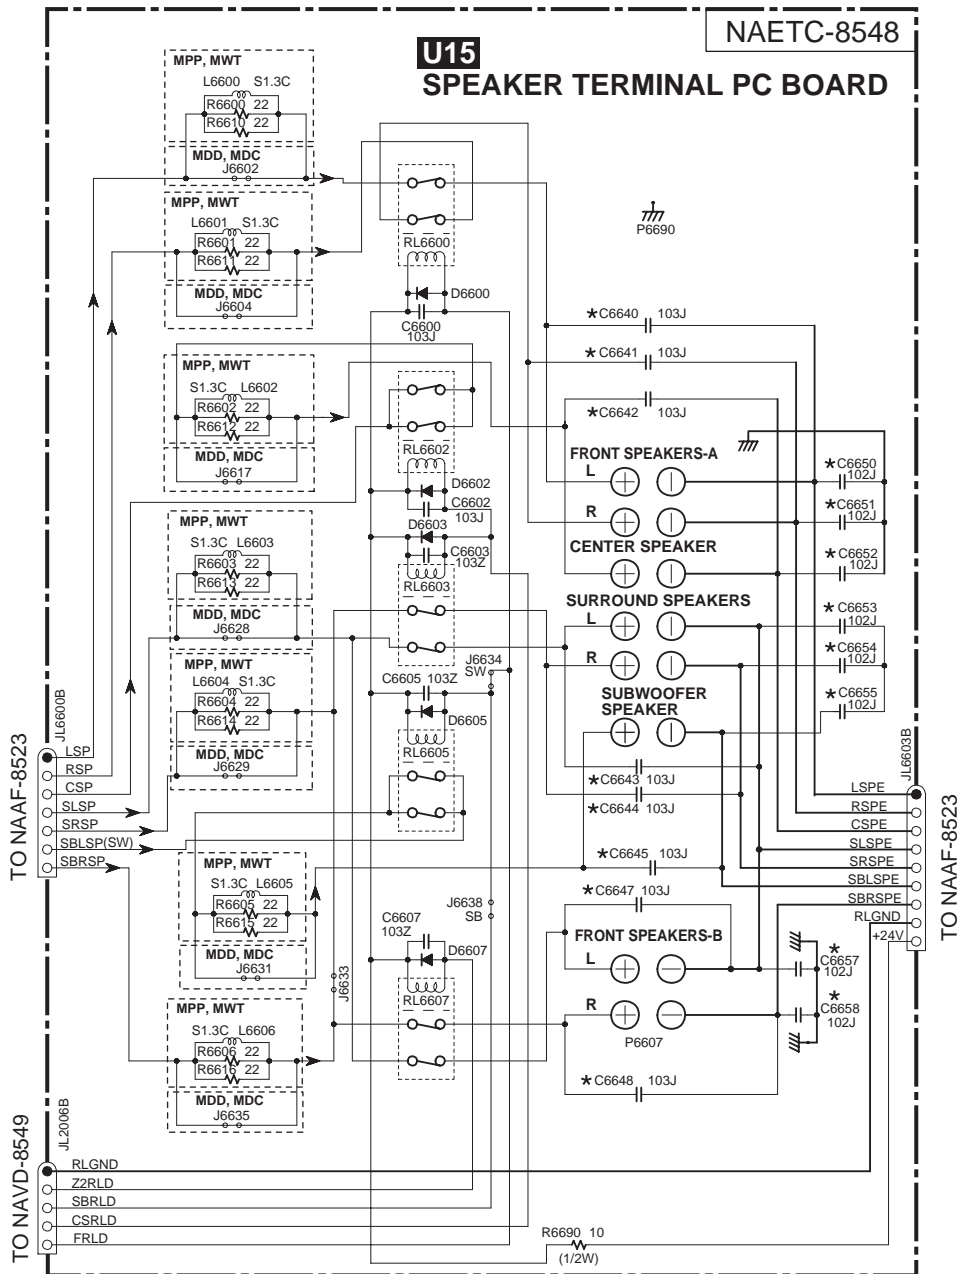 NAETC-8548
U15
SPEAKER TERMINAL PC BOARD
MPP, MWT
L6600 S1.3C
R6600 22
R6610 22
MDD, MDC
J6602
MPP, MWT
L6601 S1.3C
R6601 22
R6611 22
MDD, MDC
J6604
RL6600
D6600
C6600
103J
P6690
★C6640 103J
★C6641 103J
★C6642 103J
MPP, MWT
S1.3C L6602
R6602 22
R6612 22
MDD, MDC
J6617
RL6602
D6602
C6602
103J
D6603
C6603
103Z
RL6603
FRONT SPEAKERS-A
L
R
CENTER SPEAKER
SURROUND SPEAKERS
L
R
SUBWOOFER
SPEAKER
★C6650
102J
★C6651
102J
★C6652
102J
★C6653
102J
★C6654
102J
★C6655
102J
MPP, MWT
S1.3C L6603
R6603 22
R6613 22
MDD, MDC
J6628
MPP, MWT
L6604 S1.3C
R6604 22
R6614 22
MDD, MDC
J6629
J6634
SW
C6605 103Z
D6605
RL6605
★C6643 103J
★C6644 103J
★C6645 103J
★C6647 103J
JL6600B
TO NAAF-8523
LSP
RSP
CSP
SLSP
SRSP
SBLSP(SW)
SBRSP
JL6603B
TO NAAF-8523
LSPE
RSPE
CSPE
SLSPE
SRSPE
SBLSPE
SBRSPE
RLGND
+24V
MPP, MWT
S1.3C L6605
R6605 22
R6615 22
MDD, MDC
J6631
J6633
J6638
SB
C6607
103Z
D6607
RL6607
FRONT SPEAKERS-B
L
R
P6607
★
C6657
102J
★
C6658
102J
★C6648 103J
MPP, MWT
S1.3C L6606
R6606 22
R6616 22
MDD, MDC
J6635
JL2006B
TO NAVD-8549
RLGND
Z2RLD
SBRLD
CSRLD
FRLD
R6690 10
(1/2W)